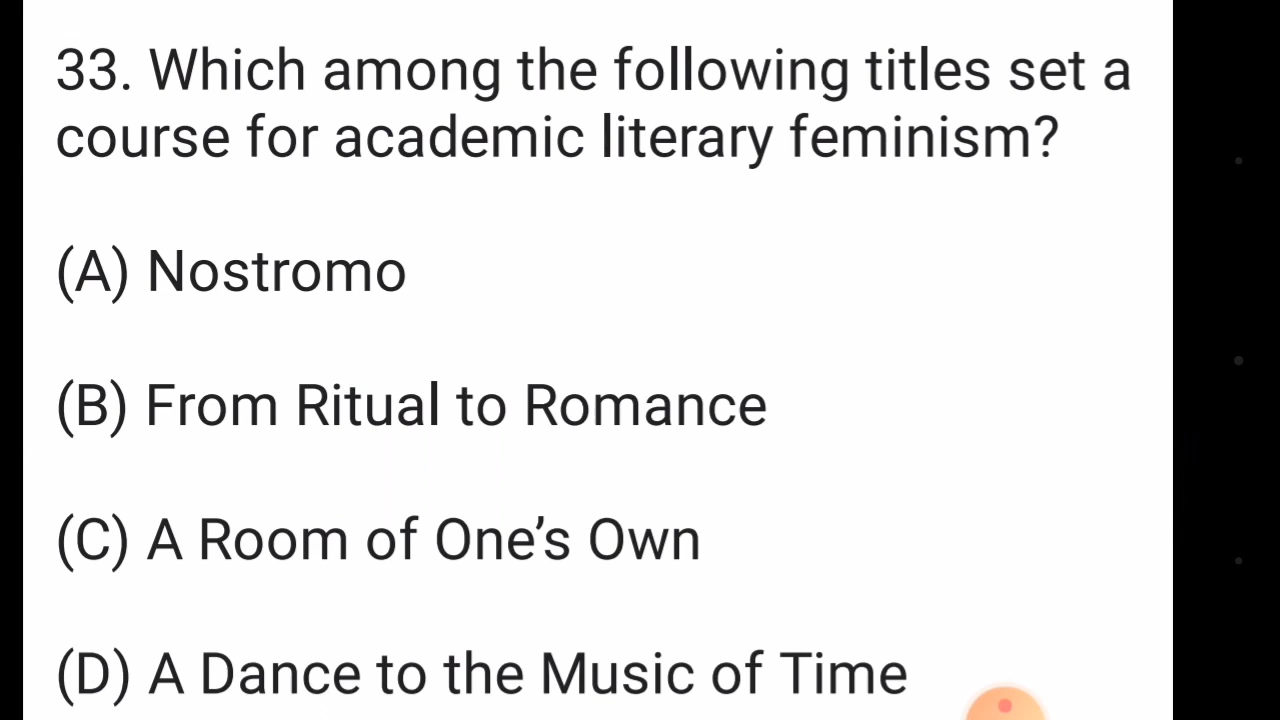 33. Which among the following titles set a
course for academic literary feminism?
(A) Nostromo
(B) From Ritual to Romance
(C) A Room of One’s Own
(D) A Dance to the Music of Time